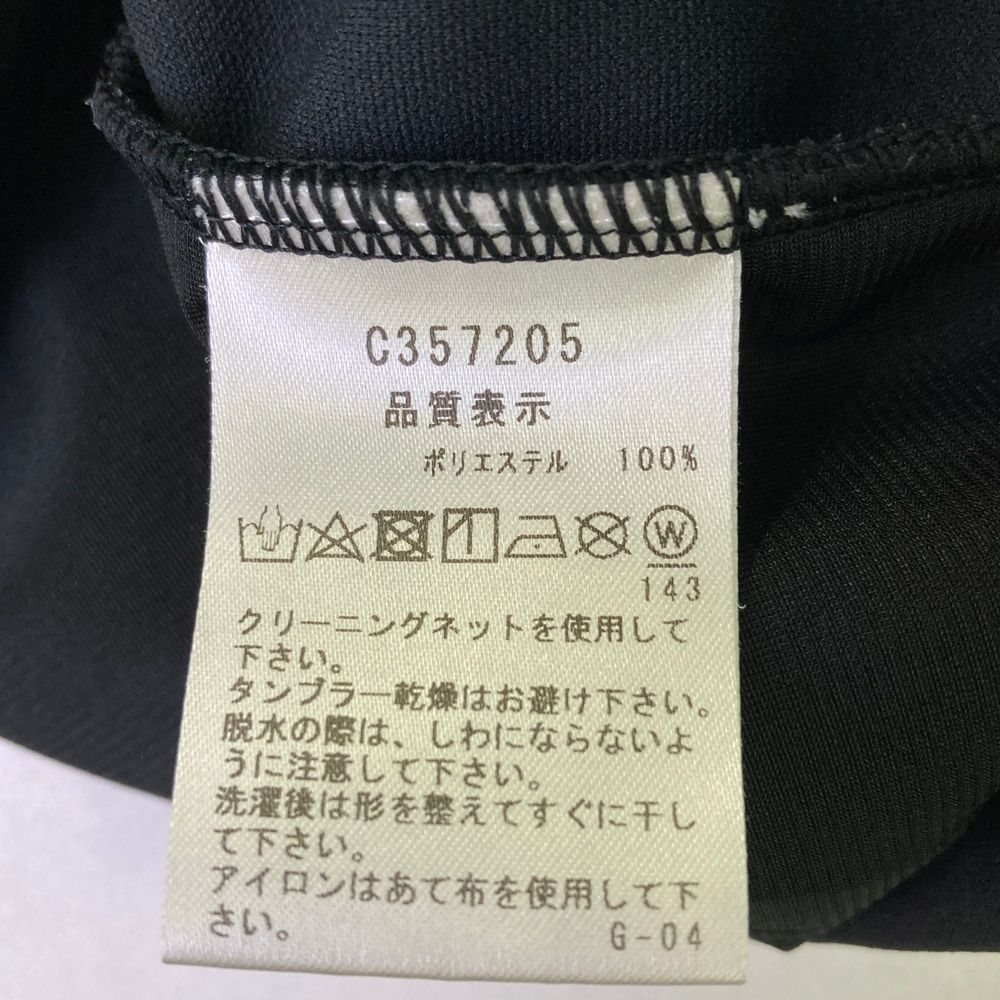 C357205
品質表示
ポリエステル 100%
W
143
クリーニングネットを使用して
下さい。
タンブラー乾燥はお避け下さい。
脱水の際は、しわにならないよ
うに注意して下さい。
洗濯後は形を整えてすぐに干し
て下さい。
アイロンはあて布を使用して下
さい。
G-04